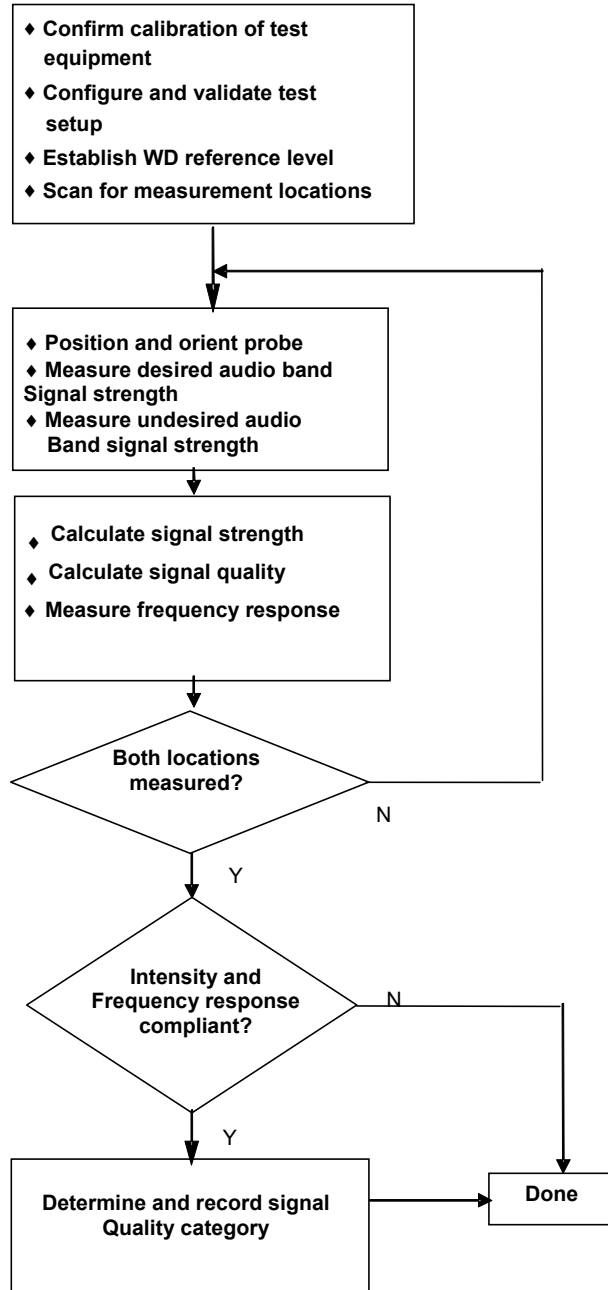 ♦ Confirm calibration of test
equipment
♦ Configure and validate test
setup
♦ Establish WD reference level
♦ Scan for measurement locations
♦ Position and orient probe
♦ Measure desired audio band
Signal strength
♦ Measure undesired audio
Band signal strength
♦ Calculate signal strength
♦ Calculate signal quality
♦ Measure frequency response
Both locations
measured?
N
Y
Intensity and
Frequency response
compliant?
N
Y
Determine and record signal
Quality category
Done